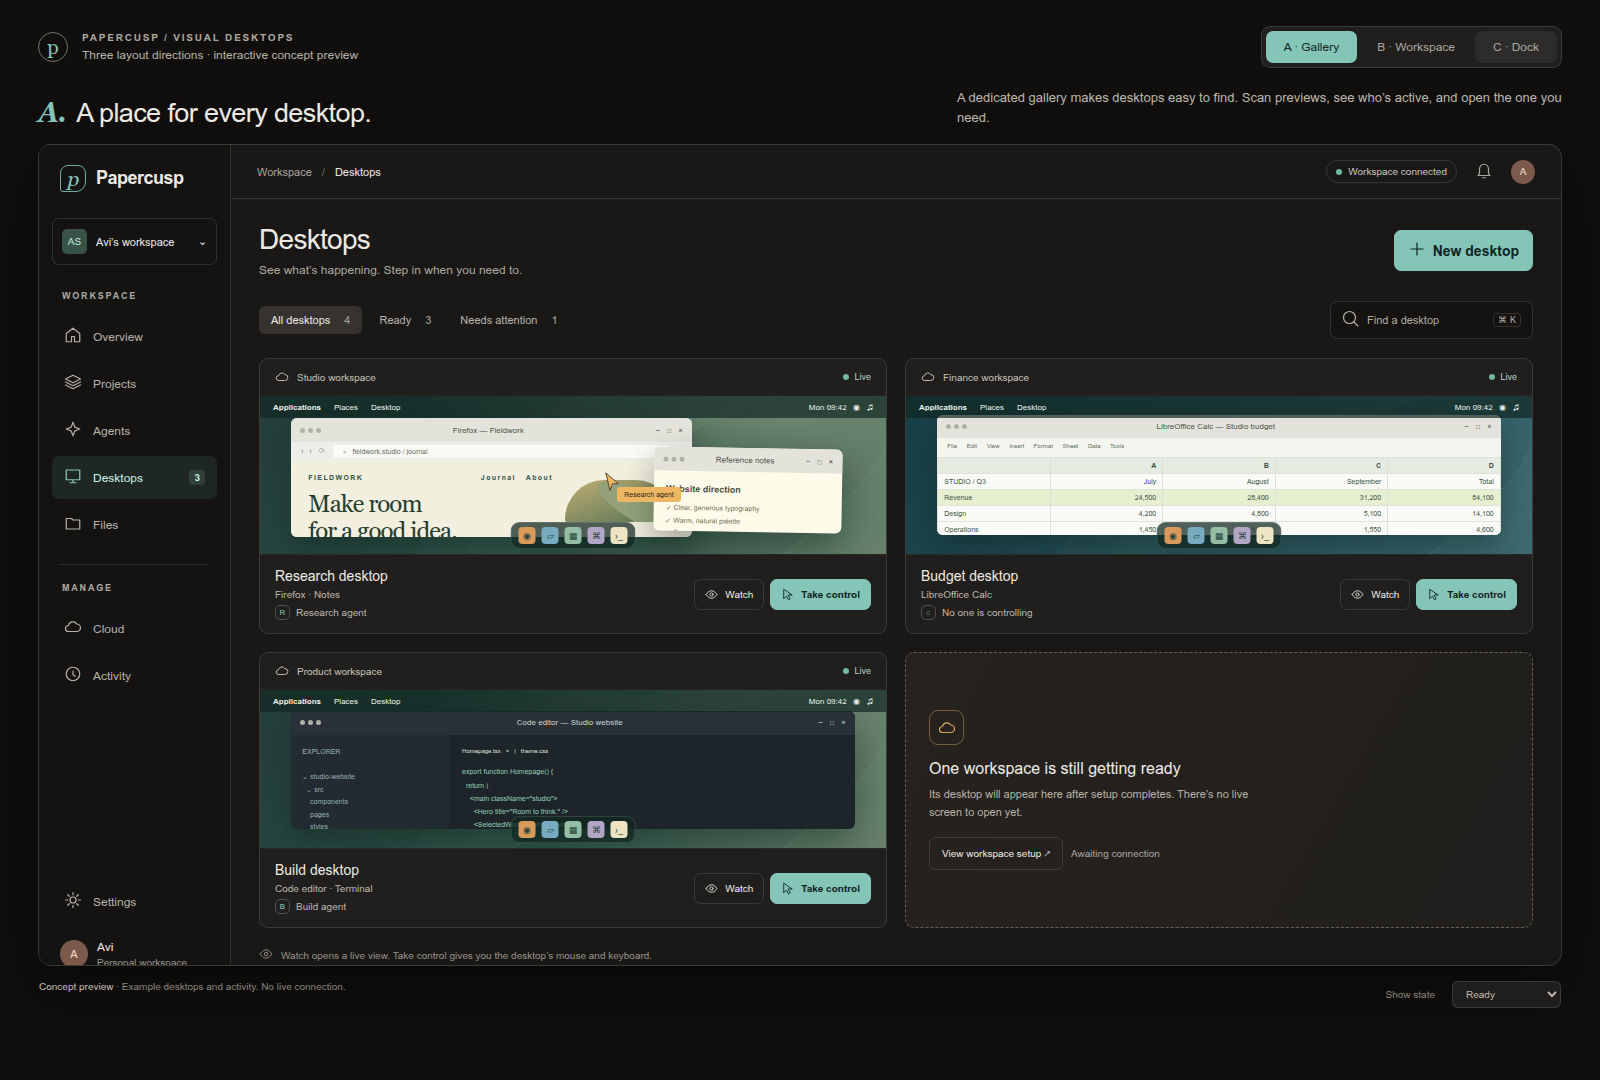 p
PAPERCUSP / VISUAL DESKTOPS
Three layout directions · interactive concept preview
A · Gallery
B · Workspace
C · Dock
A. A place for every desktop.
A dedicated gallery makes desktops easy to find. Scan previews, see who's active, and open the one you
need.
p Papercusp
AS Avi's workspace
WORKSPACE
Overview
Projects
Agents
Desktops 3
Files
MANAGE
Cloud
Activity
Settings
A Avi
Personal workspace
Workspace / Desktops
Workspace connected
A
Desktops
See what's happening. Step in when you need to.
+ New desktop
All desktops 4
Ready 3
Needs attention 1
Find a desktop ⌘ K
Studio workspace
Live
Applications Places Desktop
Mon 09:42
Firefox — Fieldwork
fieldwork.studio / journal
FIELDWORK
Journal About
Make room
for a good idea.
Reference notes
Website direction
✓ Clear, generous typography
✓ Warm, natural palette
Research agent
Research desktop
Firefox · Notes
R Research agent
Watch
Take control
Finance workspace
Live
Applications Places Desktop
Mon 09:42
LibreOffice Calc — Studio budget
File Edit View Insert Format Sheet Data Tools
A B C D
STUDIO / Q3 July August September Total
Revenue 24,500 28,400 31,200 84,100
Design 4,200 4,800 5,100 14,100
Operations 1,450 1,550 4,600
Budget desktop
LibreOffice Calc
No one is controlling
Watch
Take control
Product workspace
Live
Applications Places Desktop
Mon 09:42
Code editor — Studio website
EXPLORER
studio-website
src
components
pages
styles
Homepage.tsx × | theme.css
export function Homepage() {
return (
<main className="studio">
<Hero title="Room to think." />
<SelectedW
Build desktop
Code editor · Terminal
B Build agent
Watch
Take control
One workspace is still getting ready
Its desktop will appear here after setup completes. There's no live
screen to open yet.
View workspace setup ↗
Awaiting connection
Watch opens a live view. Take control gives you the desktop's mouse and keyboard.
Concept preview · Example desktops and activity. No live connection.
Show state
Ready